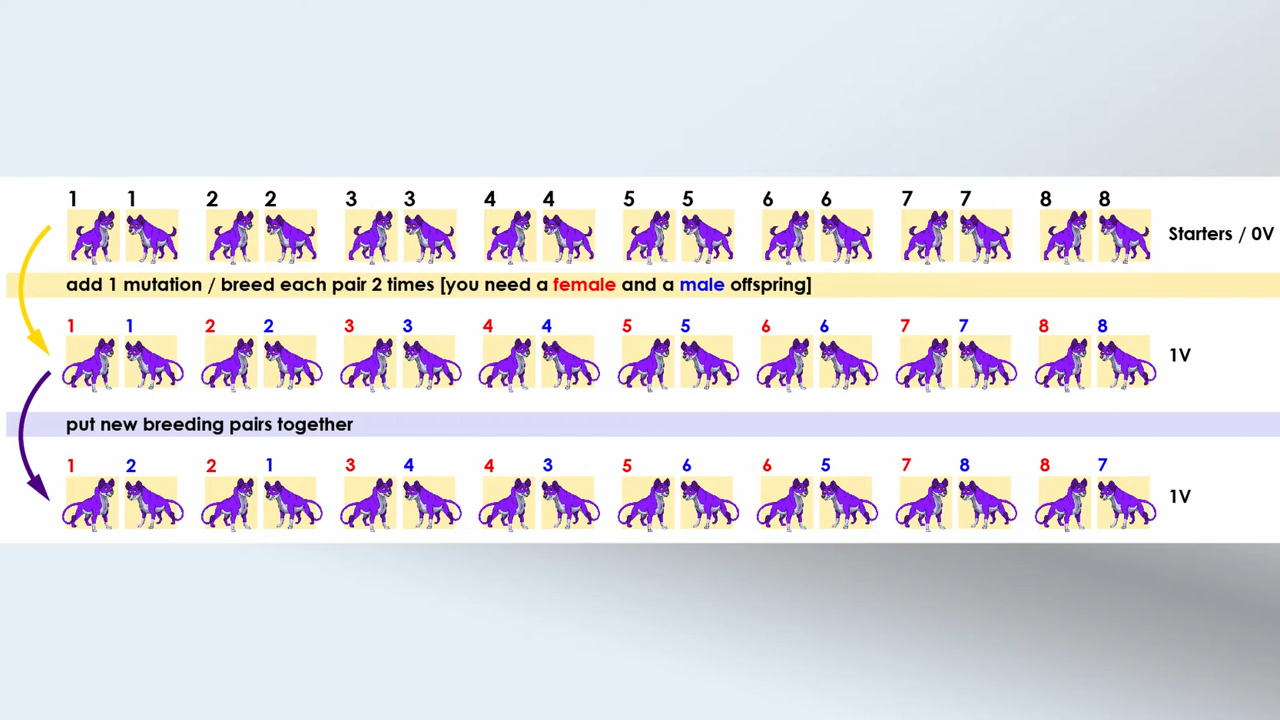 1 1 2 2 3 3 4 4 5 5 6 6 7 7 8 8
Starters / 0V
add 1 mutation / breed each pair 2 times [you need a female and a male offspring]
1 1 2 2 3 3 4 4 5 5 6 6 7 7 8 8
1V
put new breeding pairs together
1 2 2 1 3 4 4 3 5 6 6 5 7 8 8 7
1V